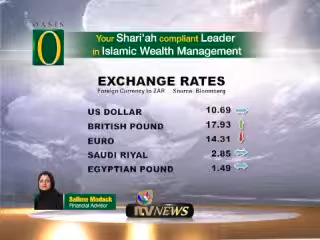 OASIS
Your Shari'ah compliant Leader
in Islamic Wealth Management
EXCHANGE RATES
Foreign Currency to ZAR Source: Bloomberg
US DOLLAR 10.69
BRITISH POUND 17.93
EURO 14.31
SAUDI RIYAL 2.85
EGYPTIAN POUND 1.49
Salima Modack
Financial Advisor
itv NEWS